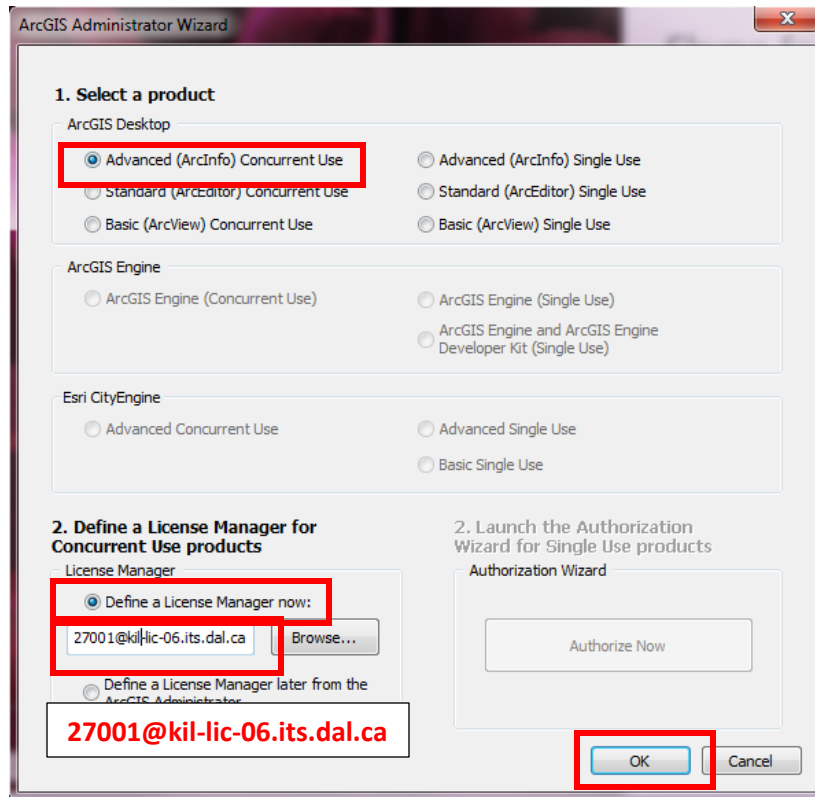 ArcGIS Administrator Wizard
1. Select a product
ArcGIS Desktop
Advanced (ArcInfo) Concurrent Use
Advanced (ArcInfo) Single Use
Standard (ArcEditor) Concurrent Use
Standard (ArcEditor) Single Use
Basic (ArcView) Concurrent Use
Basic (ArcView) Single Use
ArcGIS Engine
ArcGIS Engine (Concurrent Use)
ArcGIS Engine (Single Use)
ArcGIS Engine and ArcGIS Engine
Developer Kit (Single Use)
Esri CityEngine
Advanced Concurrent Use
Advanced Single Use
Basic Single Use
2. Define a License Manager for
Concurrent Use products
License Manager
Define a License Manager now:
27001@kil-lic-06.its.dal.ca
Browse...
Define a License Manager later from the
ArcGIS Administrator
27001@kil-lic-06.its.dal.ca
2. Launch the Authorization
Wizard for Single Use products
Authorization Wizard
Authorize Now
OK
Cancel